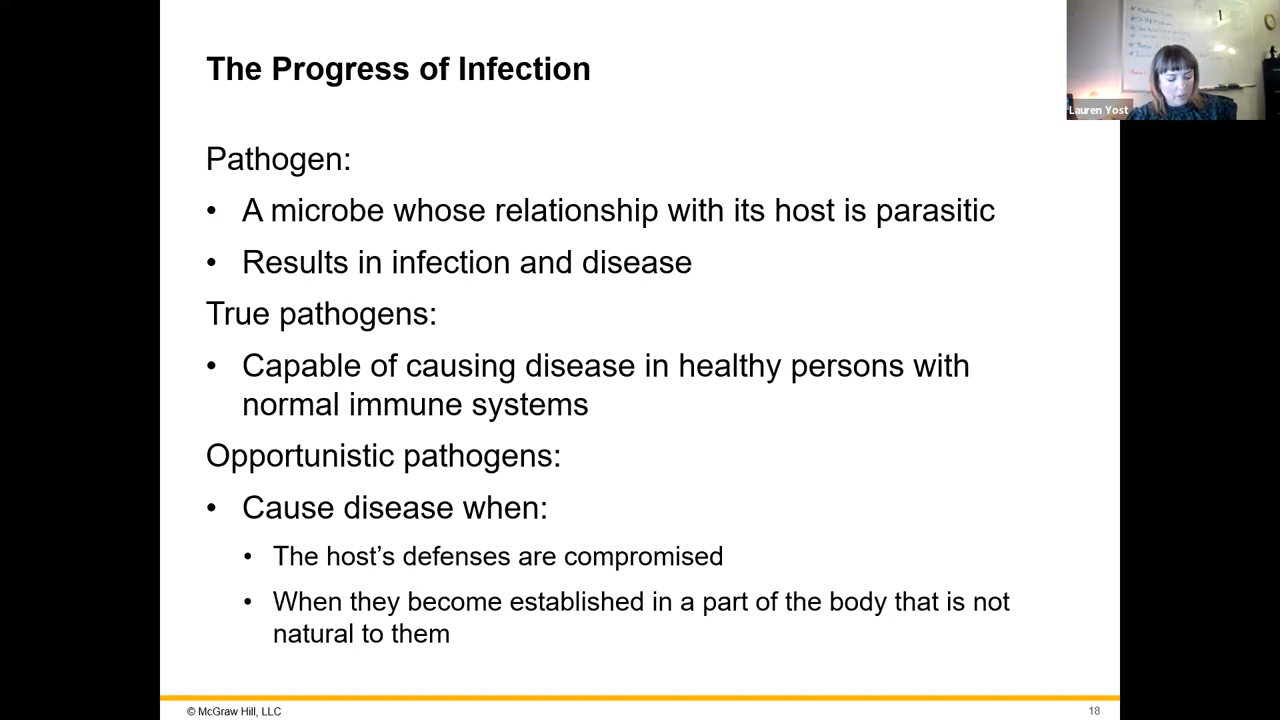 The Progress of Infection
Lauren Yost
Pathogen:
• A microbe whose relationship with its host is parasitic
• Results in infection and disease
True pathogens:
• Capable of causing disease in healthy persons with
normal immune systems
Opportunistic pathogens:
• Cause disease when:
• The host’s defenses are compromised
• When they become established in a part of the body that is not
natural to them
© McGraw Hill, LLC
18